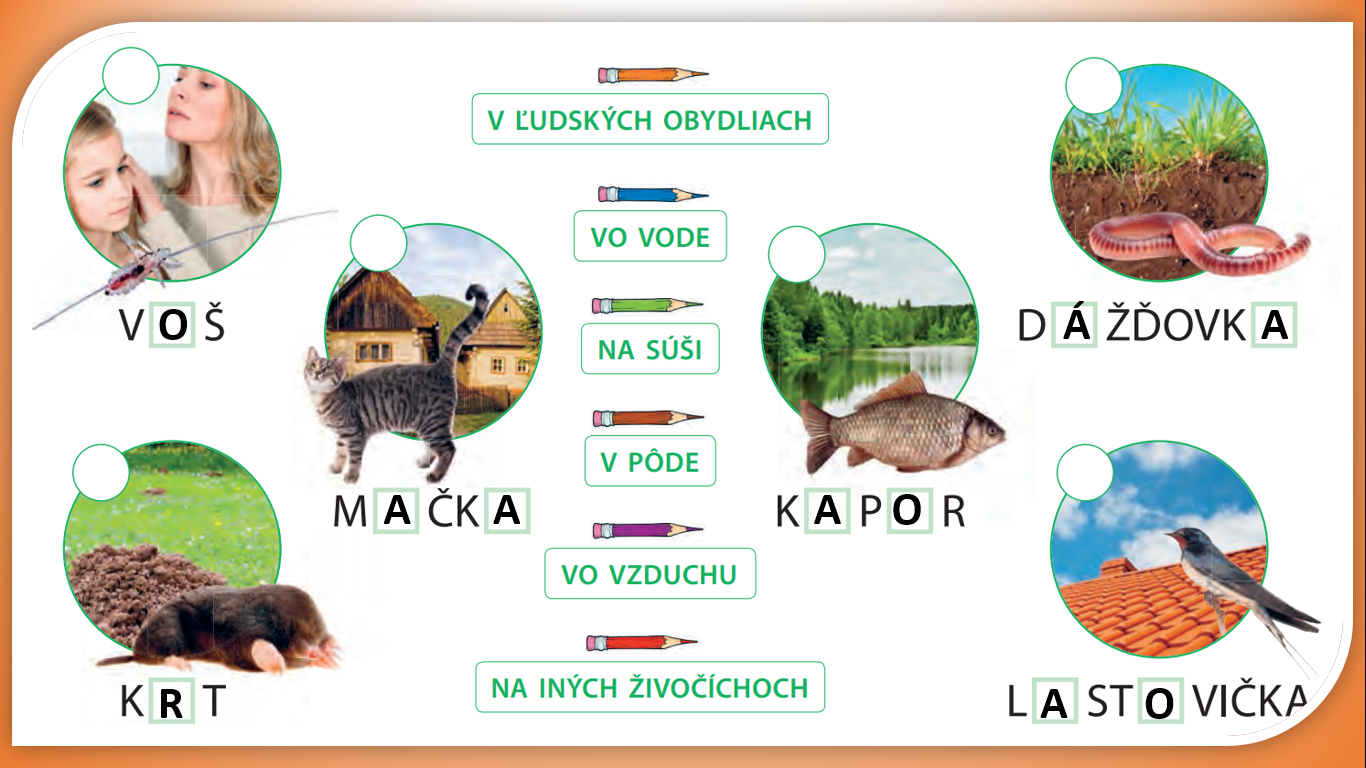 V ĽUDSKÝCH OBYDLIACH
VO VODE
NA SÚŠI
V PÔDE
VO VZDUCHU
NA INÝCH ŽIVOČÍCHOCH
VOŠ
MAČKA
KRT
KAPOR
DÁŽĎOVKA
LASTOVIČKA